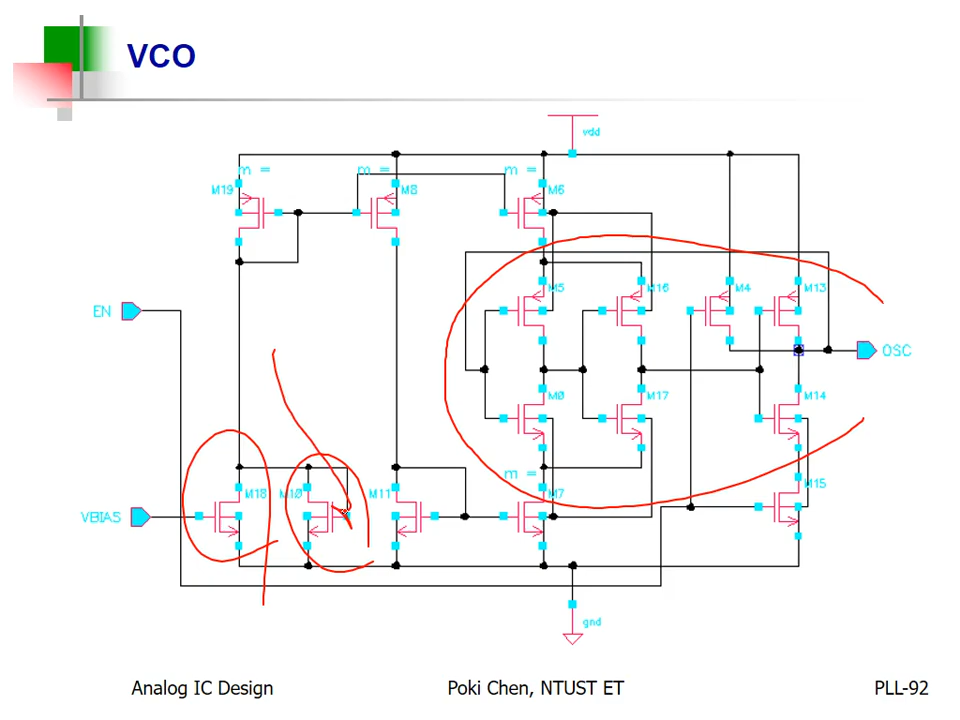 VCO
vdd
m = m = m =
M19 M8 M6
M5 M16 M4 M13
EN
OSC
M0 M17 M14
m =
M18 M10 M11 M7 M15
VBIAS
gnd
Analog IC Design Poki Chen, NTUST ET PLL-92